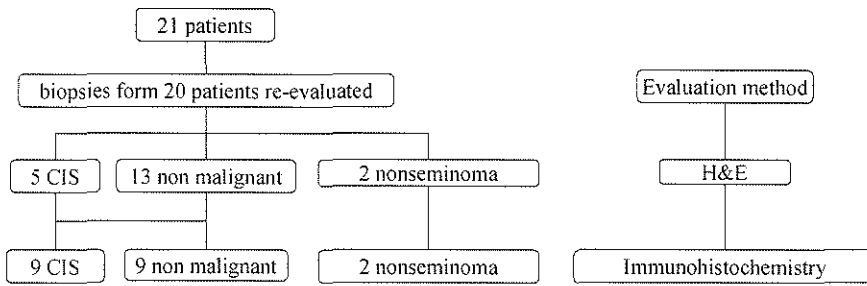 21 patients
biopsies form 20 patients re-evaluated
Evaluation method
5 CIS
13 non malignant
2 nonseminoma
H&E
9 CIS
9 non malignant
2 nonseminoma
Immunohistochemistry